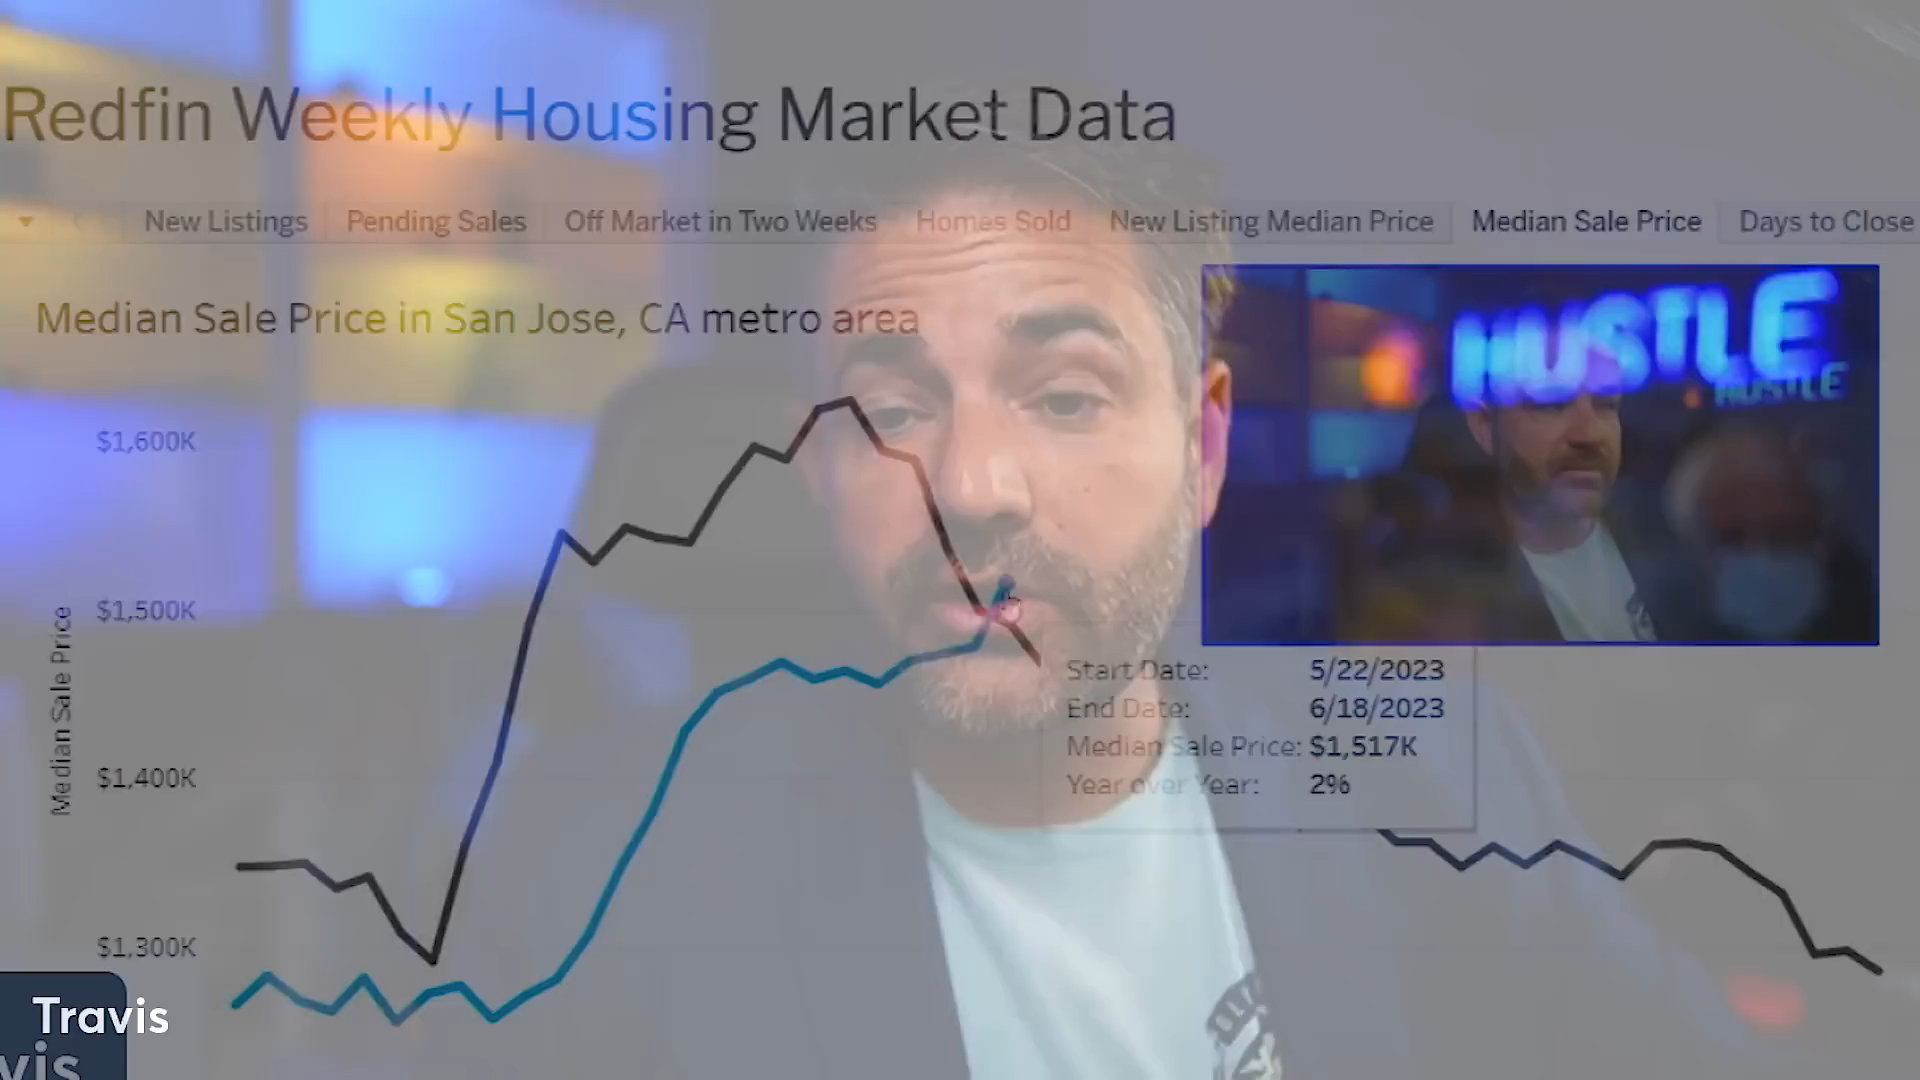 Redfin Weekly Housing Market Data
New Listings Pending Sales Off Market in Two Weeks Homes Sold New Listing Median Price Median Sale Price Days to Close
HUSTLE
HUSTLE
Median Sale Price in San Jose, CA metro area
$1,600K
$1,500K
$1,400K
$1,300K
Median Sale Price
Start Date: 5/22/2023
End Date: 6/18/2023
Median Sale Price: $1,517K
Year over Year: 2%
Travis
vis